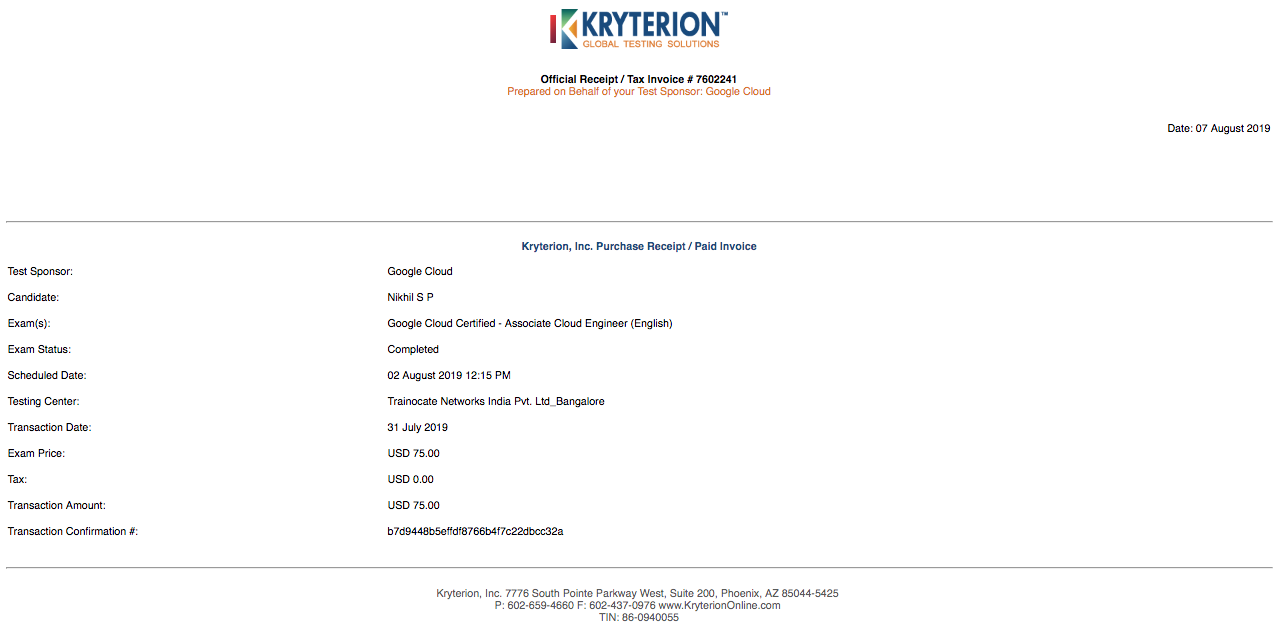 KRYTERION™
GLOBAL TESTING SOLUTIONS
Official Receipt / Tax Invoice # 7602241
Prepared on Behalf of your Test Sponsor: Google Cloud
Date: 07 August 2019
Kryterion, Inc. Purchase Receipt / Paid Invoice
Test Sponsor: Google Cloud
Candidate: Nikhil S P
Exam(s): Google Cloud Certified - Associate Cloud Engineer (English)
Exam Status: Completed
Scheduled Date: 02 August 2019 12:15 PM
Testing Center: Trainocate Networks India Pvt. Ltd_Bangalore
Transaction Date: 31 July 2019
Exam Price: USD 75.00
Tax: USD 0.00
Transaction Amount: USD 75.00
Transaction Confirmation #: b7d9448b5effdf8766b4f7c22dbcc32a
Kryterion, Inc. 7776 South Pointe Parkway West, Suite 200, Phoenix, AZ 85044-5425
P: 602-659-4660 F: 602-437-0976 www.KryterionOnline.com
TIN: 86-0940055